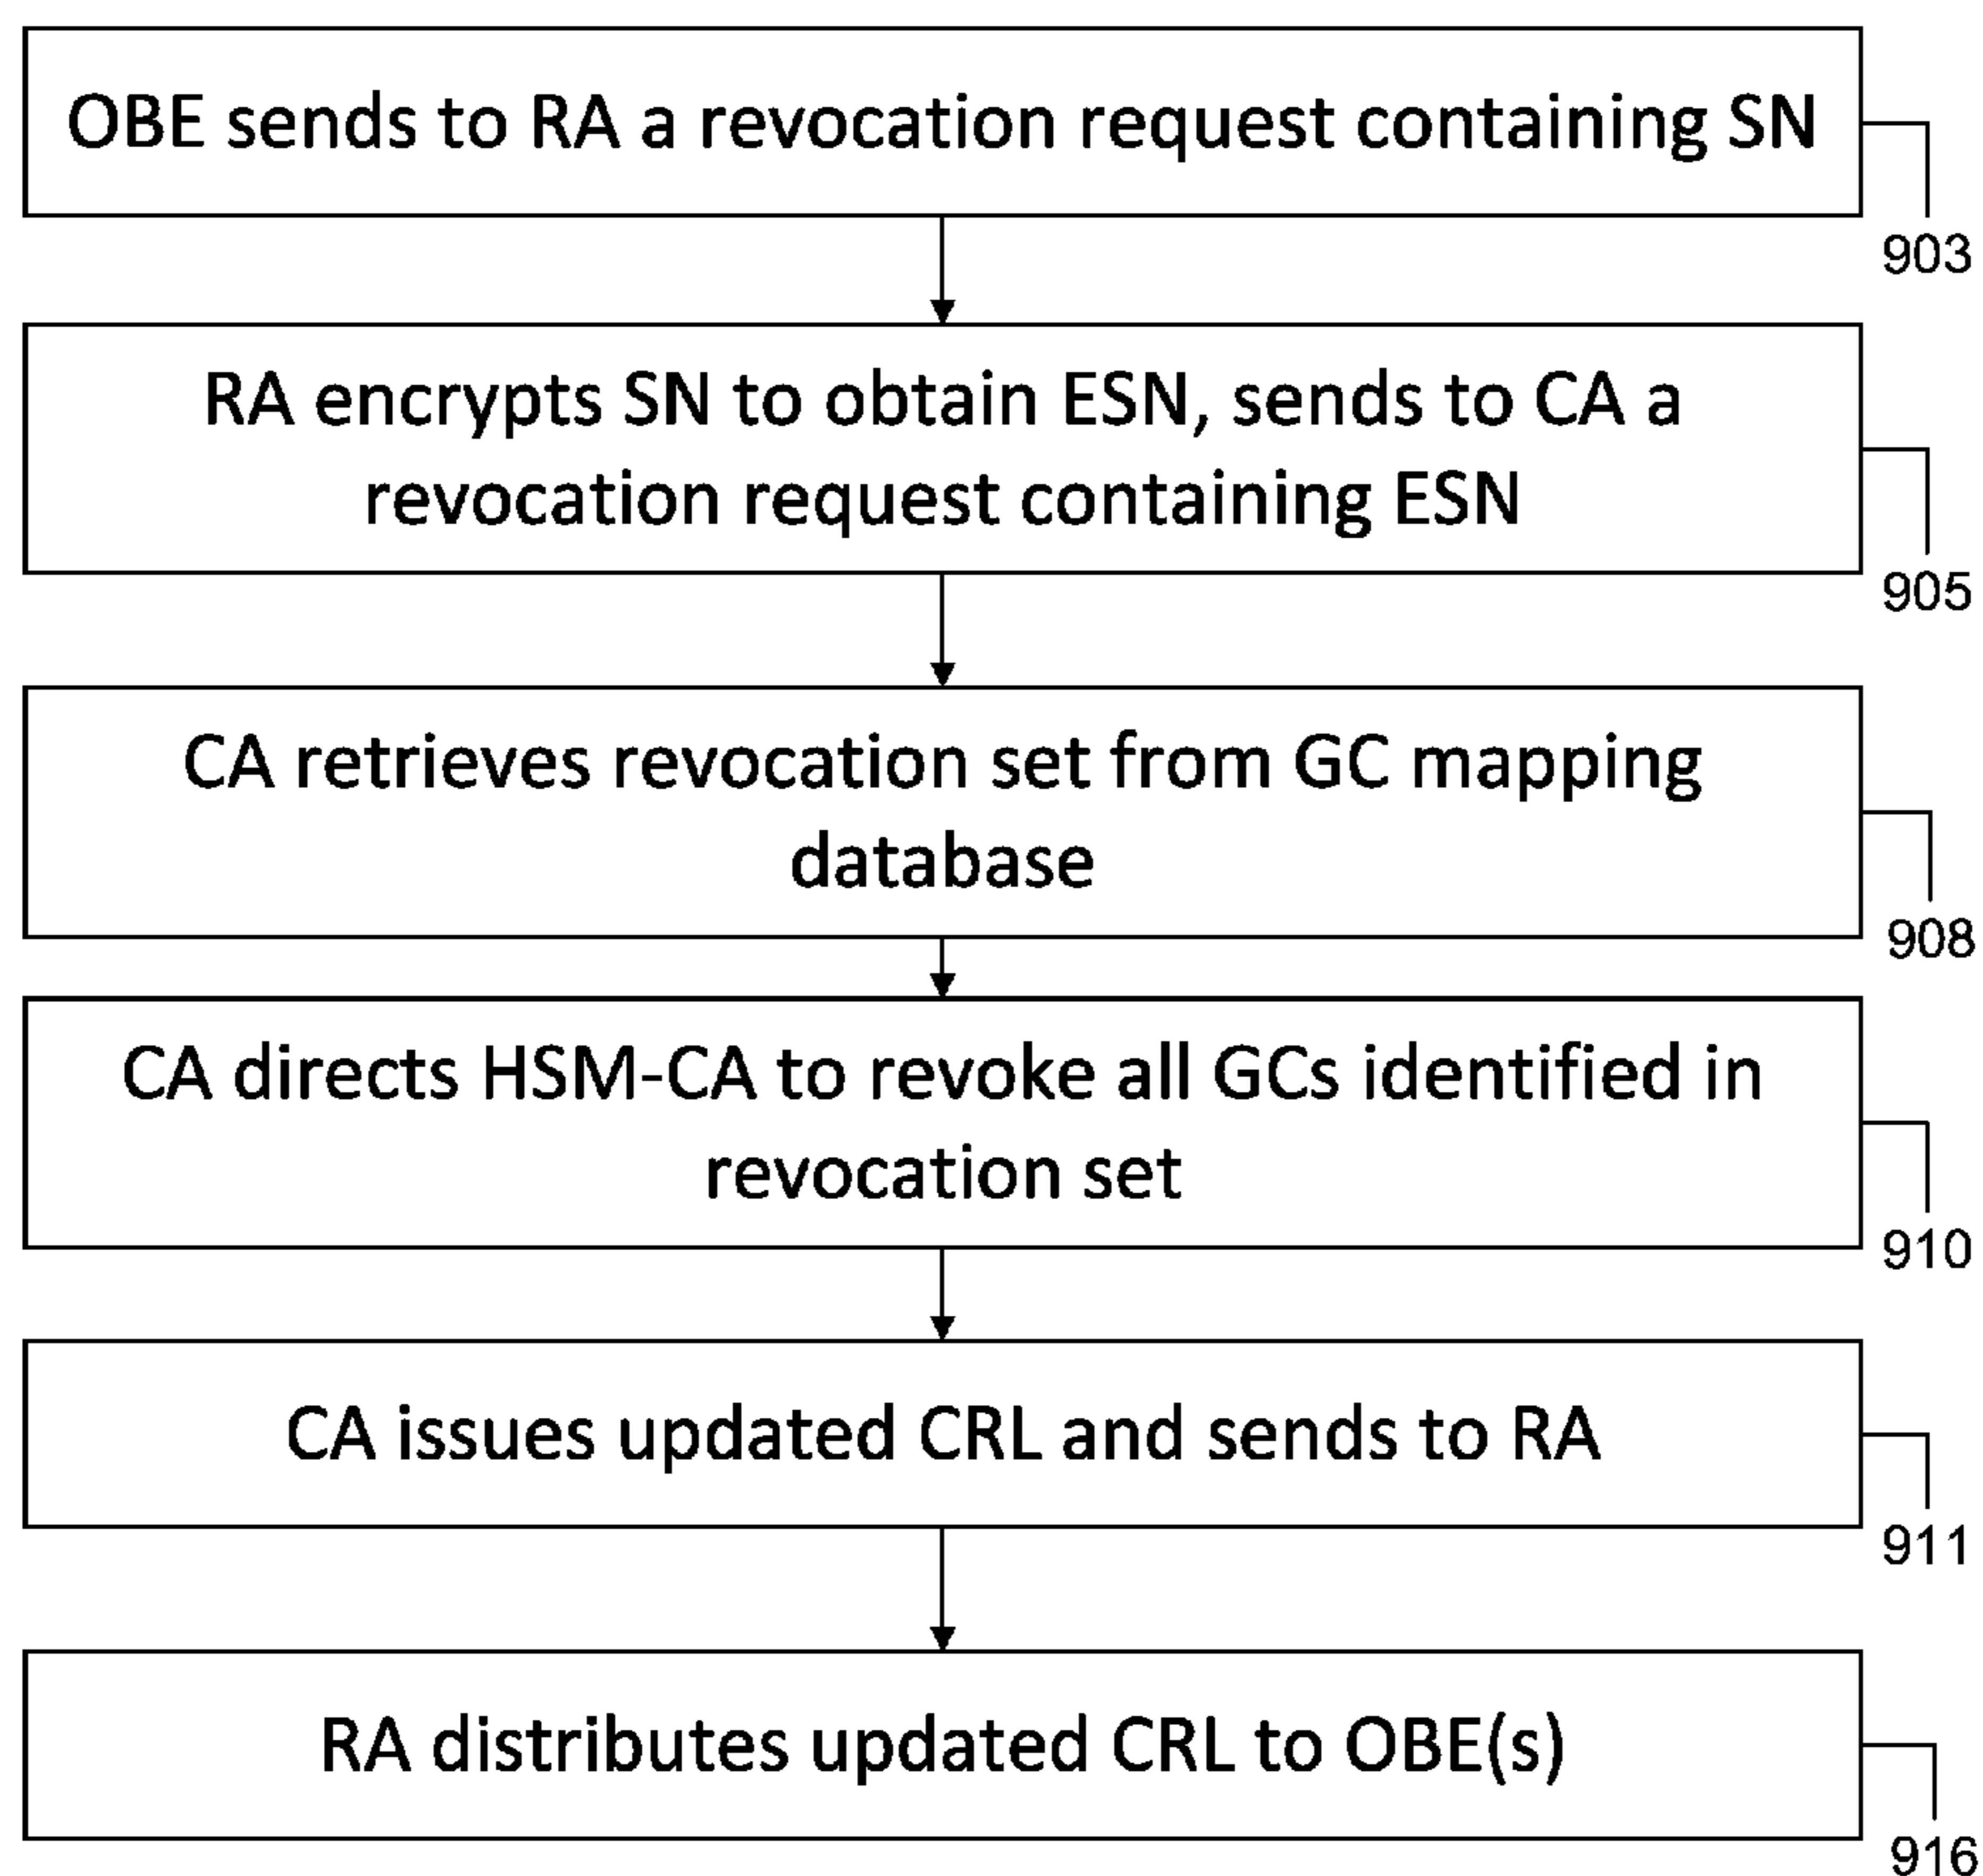 OBE sends to RA a revocation request containing SN
903
RA encrypts SN to obtain ESN, sends to CA a
revocation request containing ESN
905
CA retrieves revocation set from GC mapping
database
908
CA directs HSM-CA to revoke all GCs identified in
revocation set
910
CA issues updated CRL and sends to RA
911
RA distributes updated CRL to OBE(s)
916